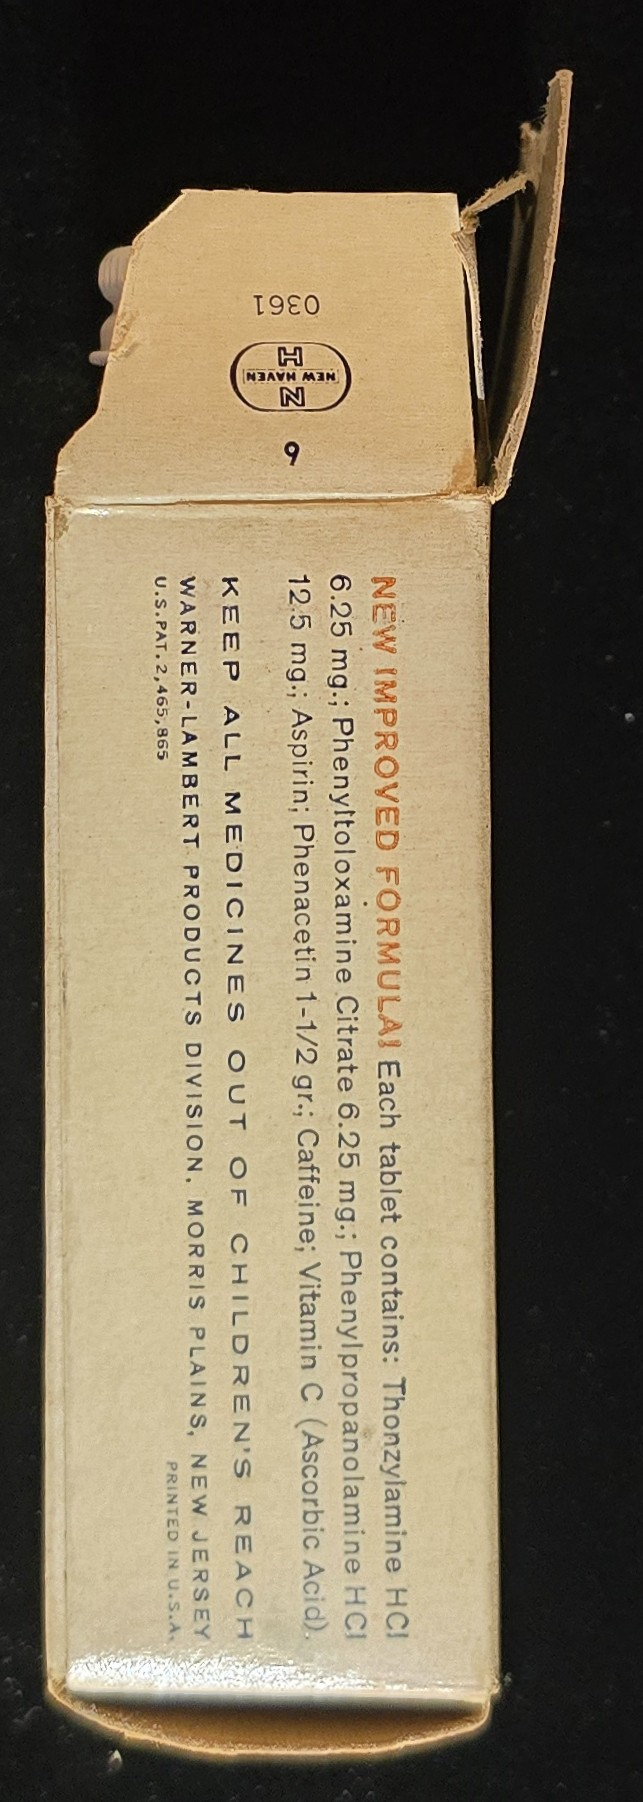 0361
NH
NEW HAVEN
6
NEW IMPROVED FORMULA! Each tablet contains: Thonzylamine HCl
6.25 mg.; Phenyltoloxamine Citrate 6.25 mg.; Phenylpropanolamine HCl
12.5 mg.; Aspirin; Phenacetin 1-1/2 gr.; Caffeine; Vitamin C (Ascorbic Acid).
KEEP ALL MEDICINES OUT OF CHILDREN'S REACH
WARNER-LAMBERT PRODUCTS DIVISION, MORRIS PLAINS, NEW JERSEY
U.S. PAT. 2,465,865 PRINTED IN U.S.A.